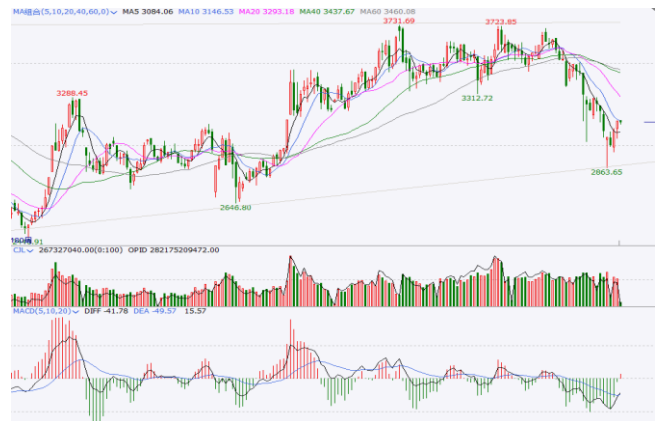 MA组合(5,10,20,40,60,0) MA5 3084.06 MA10 3146.53 MA20 3293.18 MA40 3437.67 MA60 3460.08
3731.69
3723.85
3288.45
3312.72
2863.65
2646.80
CJL 267327040.00(0:100) OPID 282175209472.00
MACD(5,10,20) DIFF -41.78 DEA -49.57 15.57